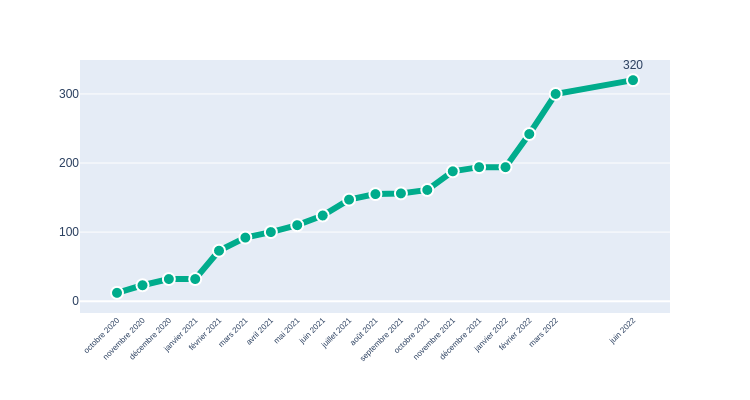 320
300
200
100
0
octobre 2020
novembre 2020
décembre 2020
janvier 2021
février 2021
mars 2021
avril 2021
mai 2021
juin 2021
juillet 2021
août 2021
septembre 2021
octobre 2021
novembre 2021
décembre 2021
janvier 2022
février 2022
mars 2022
juin 2022